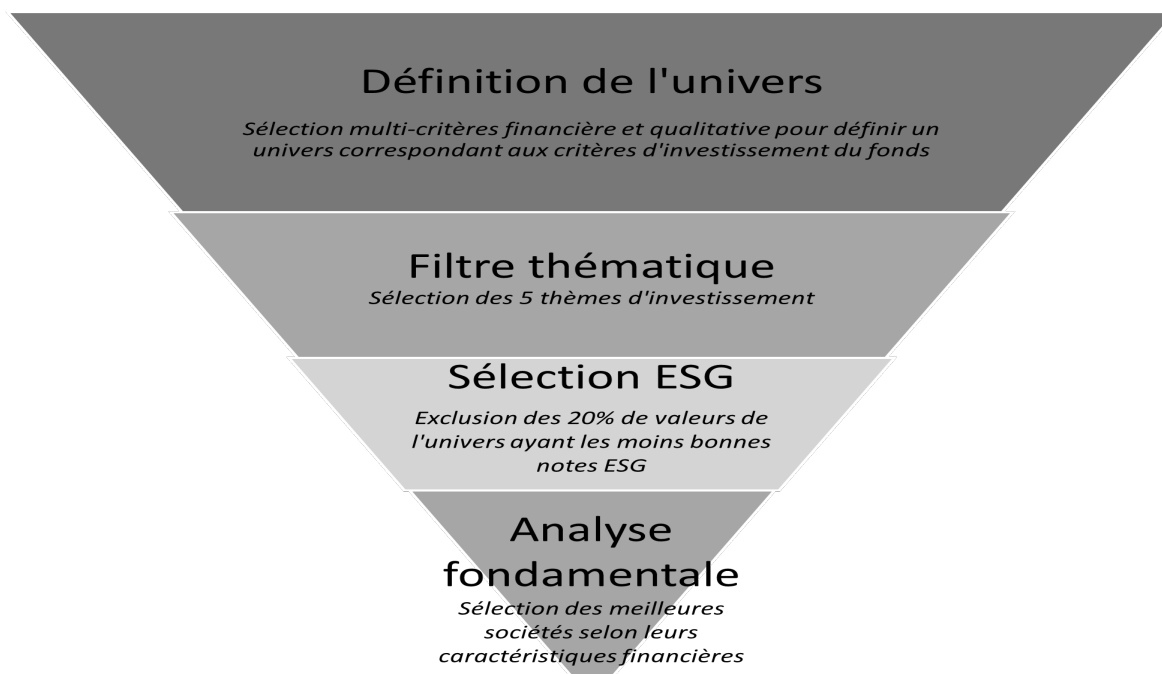 Définition de l'univers
Sélection multi-critères financière et qualitative pour définir un
univers correspondant aux critères d'investissement du fonds
Filtre thématique
Sélection des 5 thèmes d'investissement
Sélection ESG
Exclusion des 20% de valeurs de
l'univers ayant les moins bonnes
notes ESG
Analyse
fondamentale
Sélection des meilleures
sociétés selon leurs
caractéristiques financières